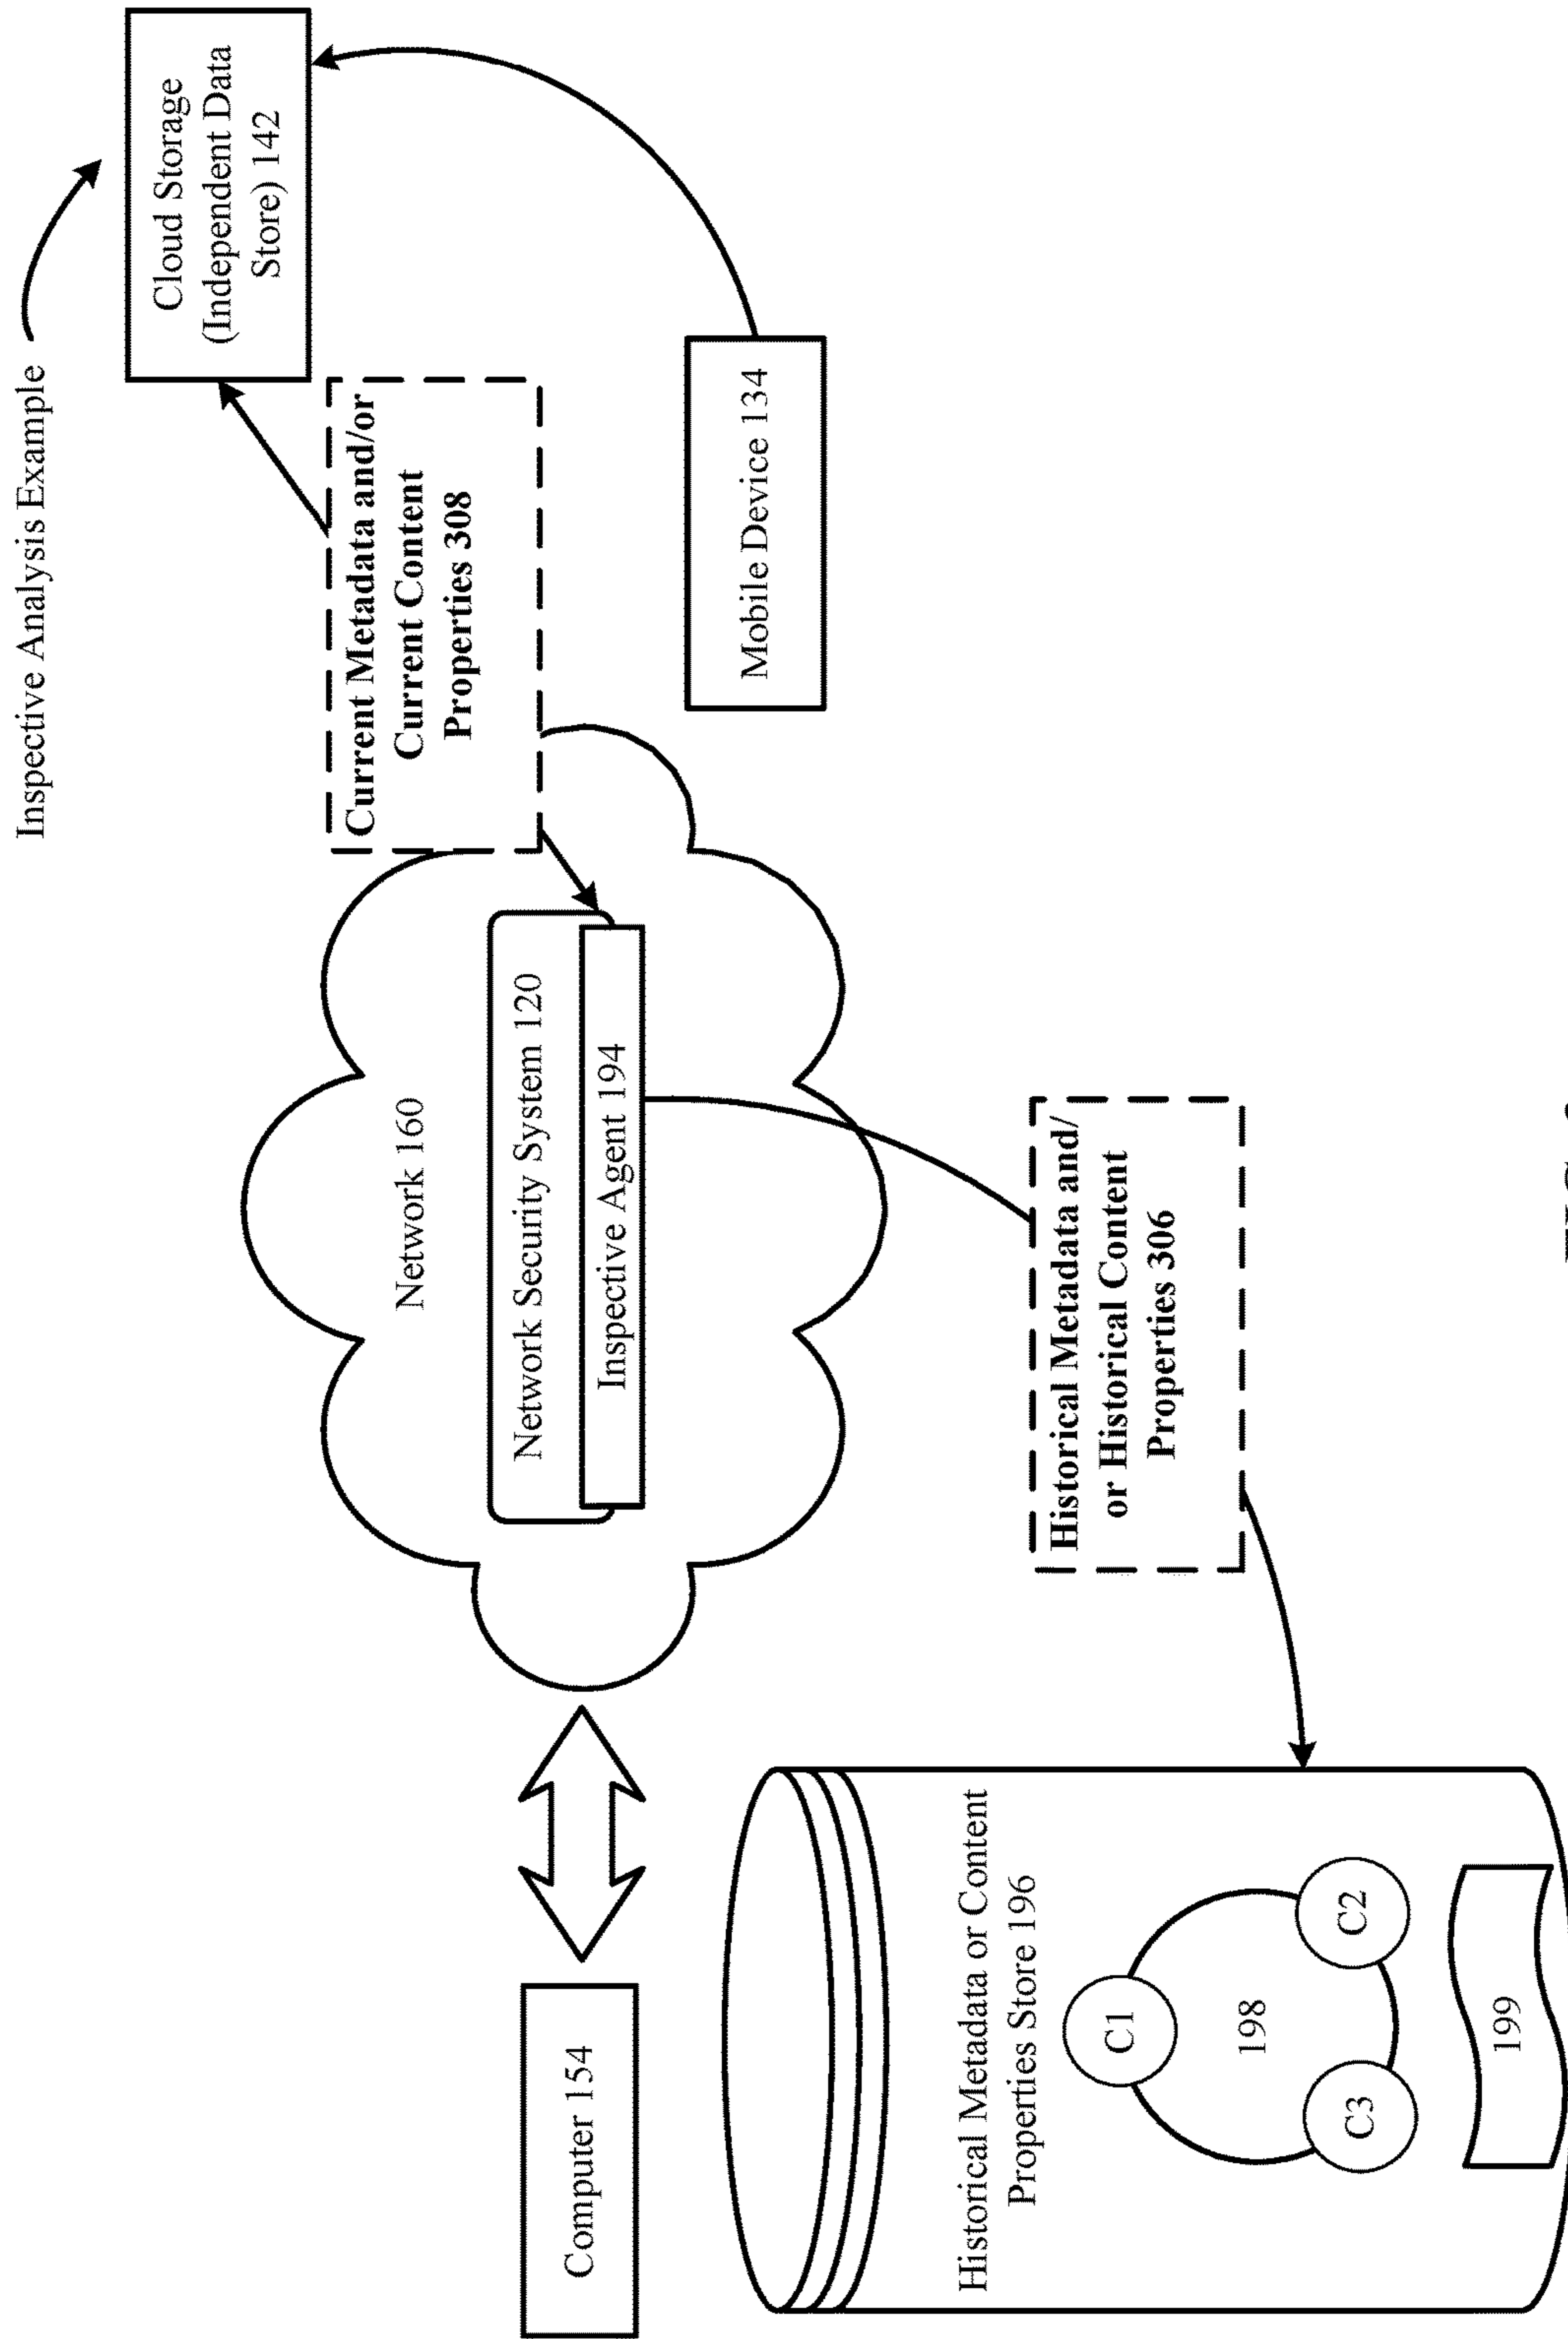 Inspective Analysis Example
Cloud Storage
(Independent Data
Store) 142
Current Metadata and/or
Current Content
Properties 308
Mobile Device 134
Network 160
Network Security System 120
Inspective Agent 194
Historical Metadata and/
or Historical Content
Properties 306
Computer 154
Historical Metadata or Content
Properties Store 196
C1
198
C3
C2
199